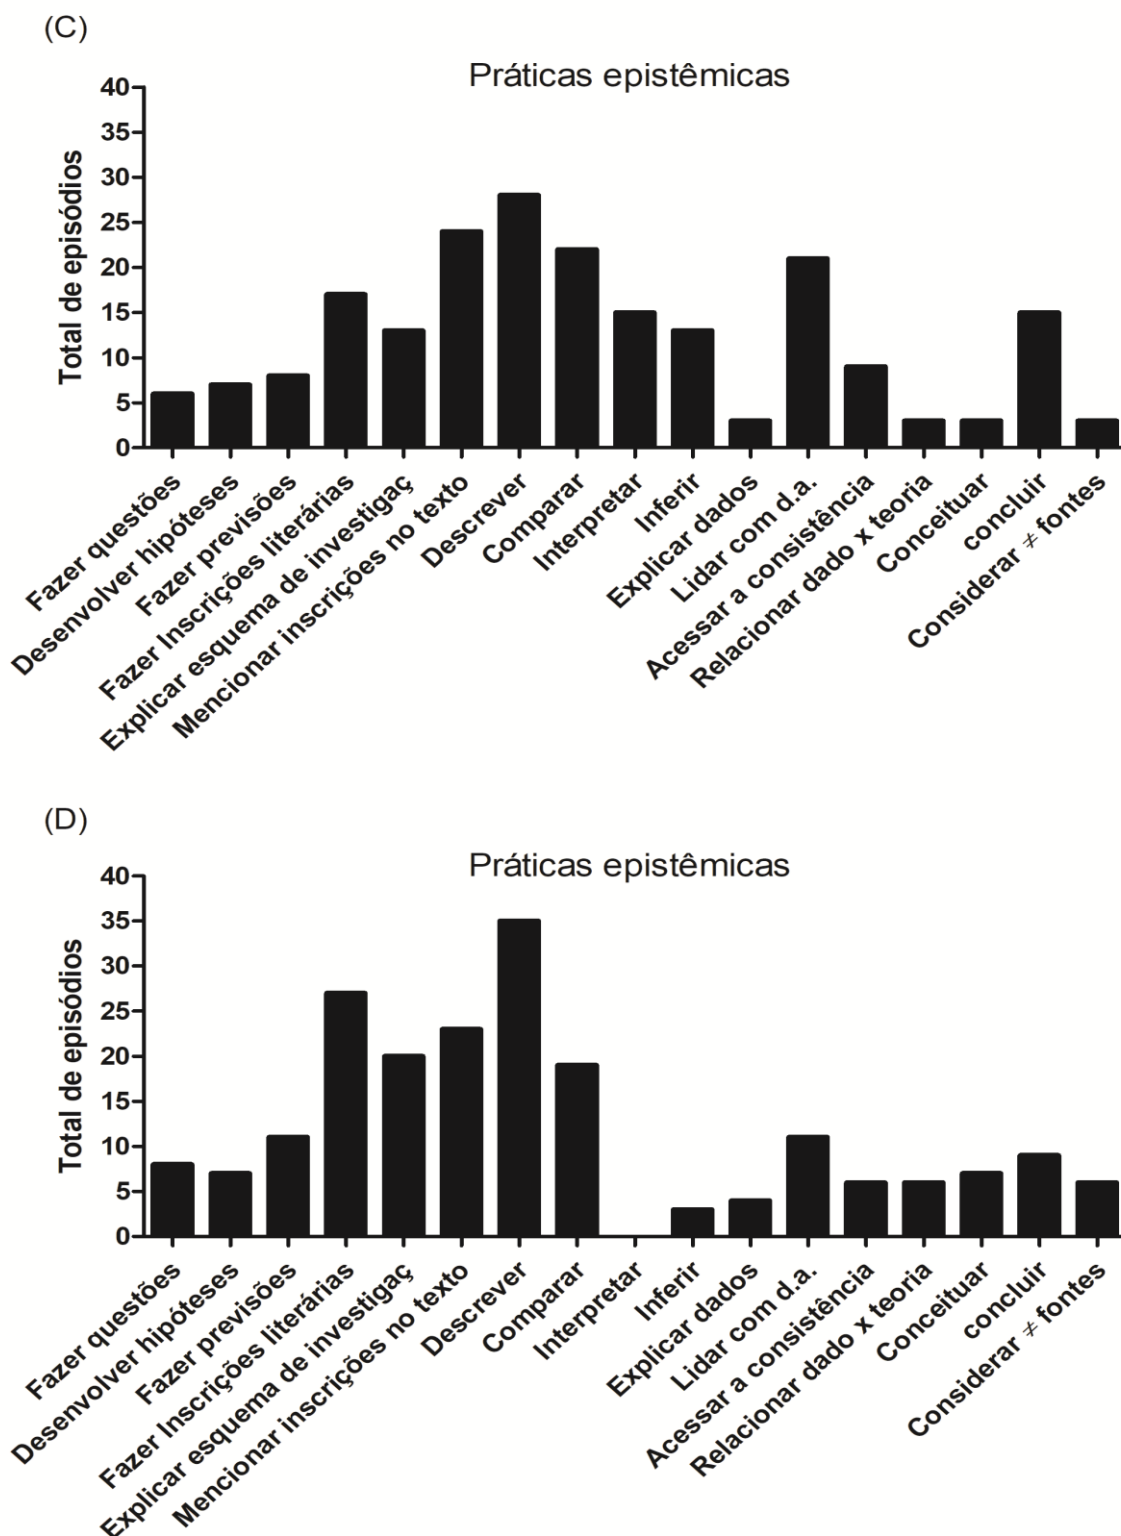 (C)
Práticas epistêmicas
Total de episódios
40
35
30
25
20
15
10
5
0
Fazer questões
Desenvolver hipóteses
Fazer previsões
Fazer Inscrições literárias
Explicar esquema de investigaç
Mencionar inscrições no texto
Descrever
Comparar
Interpretar
Inferir
Explicar dados
Lidar com d.a.
Acessar a consistência
Relacionar dado x teoria
Conceituar
concluir
Considerar ≠ fontes
(D)
Práticas epistêmicas
Total de episódios
40
35
30
25
20
15
10
5
0
Fazer questões
Desenvolver hipóteses
Fazer previsões
Fazer Inscrições literárias
Explicar esquema de investigaç
Mencionar inscrições no texto
Descrever
Comparar
Interpretar
Inferir
Explicar dados
Lidar com d.a.
Acessar a consistência
Relacionar dado x teoria
Conceituar
concluir
Considerar ≠ fontes